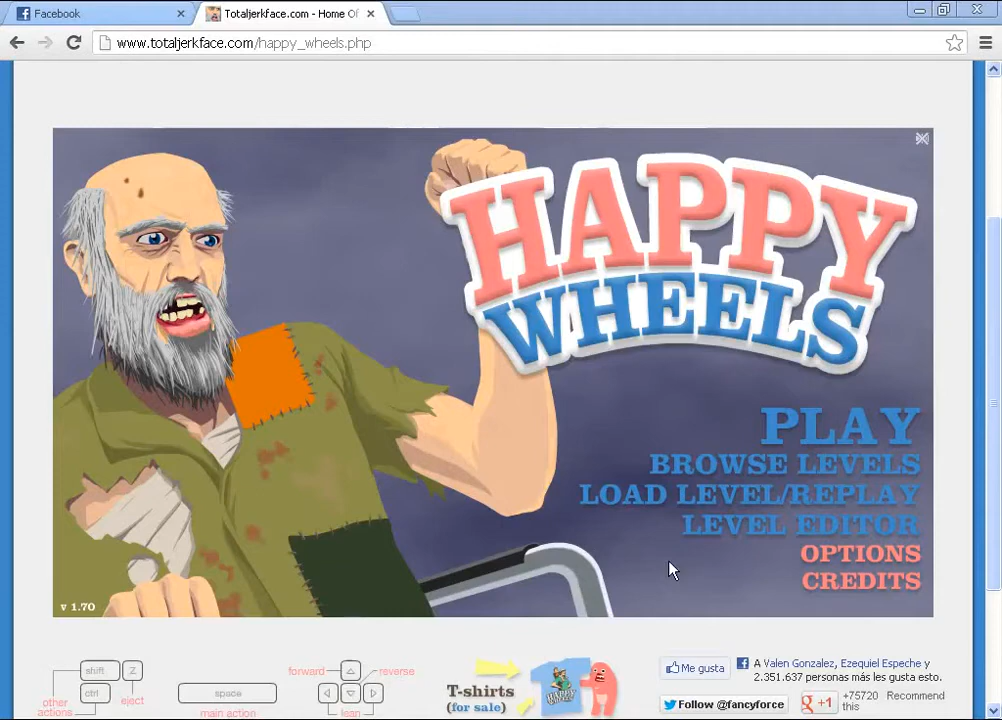 Facebook
Totaljerkface.com - Home Of
www.totaljerkface.com/happy_wheels.php
HAPPY
WHEELS
PLAY
BROWSE LEVELS
LOAD LEVEL/REPLAY
LEVEL EDITOR
OPTIONS
CREDITS
v 1.70
shift
Z
ctrl
eject
other
actions
space
main action
forward
reverse
lean
T-shirts
(for sale)
HAPPY
WHEELS
Me gusta
A Valen Gonzalez, Ezequiel Espeche y
2.351.637 personas más les gusta esto.
Follow @fancyforce
+1
+75720 Recommend
this